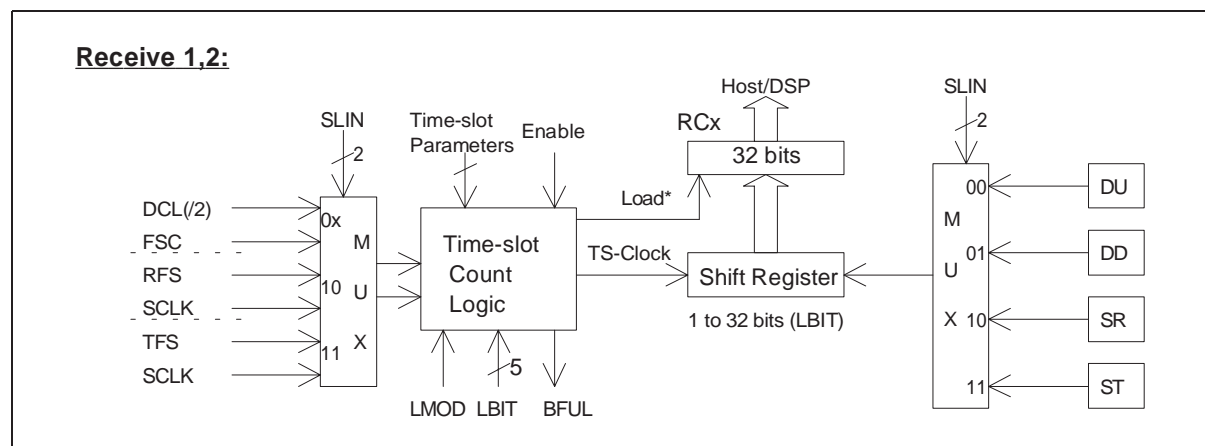 Receive 1,2:
Host/DSP
SLIN
SLIN
Time-slot
Parameters
Enable
RCx
2
2
32 bits
DCL(/2)
0x
00
DU
Load*
FSC
M
Time-slot
M
RFS
10
U
Count
TS-Clock
Shift Register
U
01
DD
SCLK
Logic
1 to 32 bits (LBIT)
X
10
SR
TFS
11
X
SCLK
5
11
ST
LMOD
LBIT
BFUL